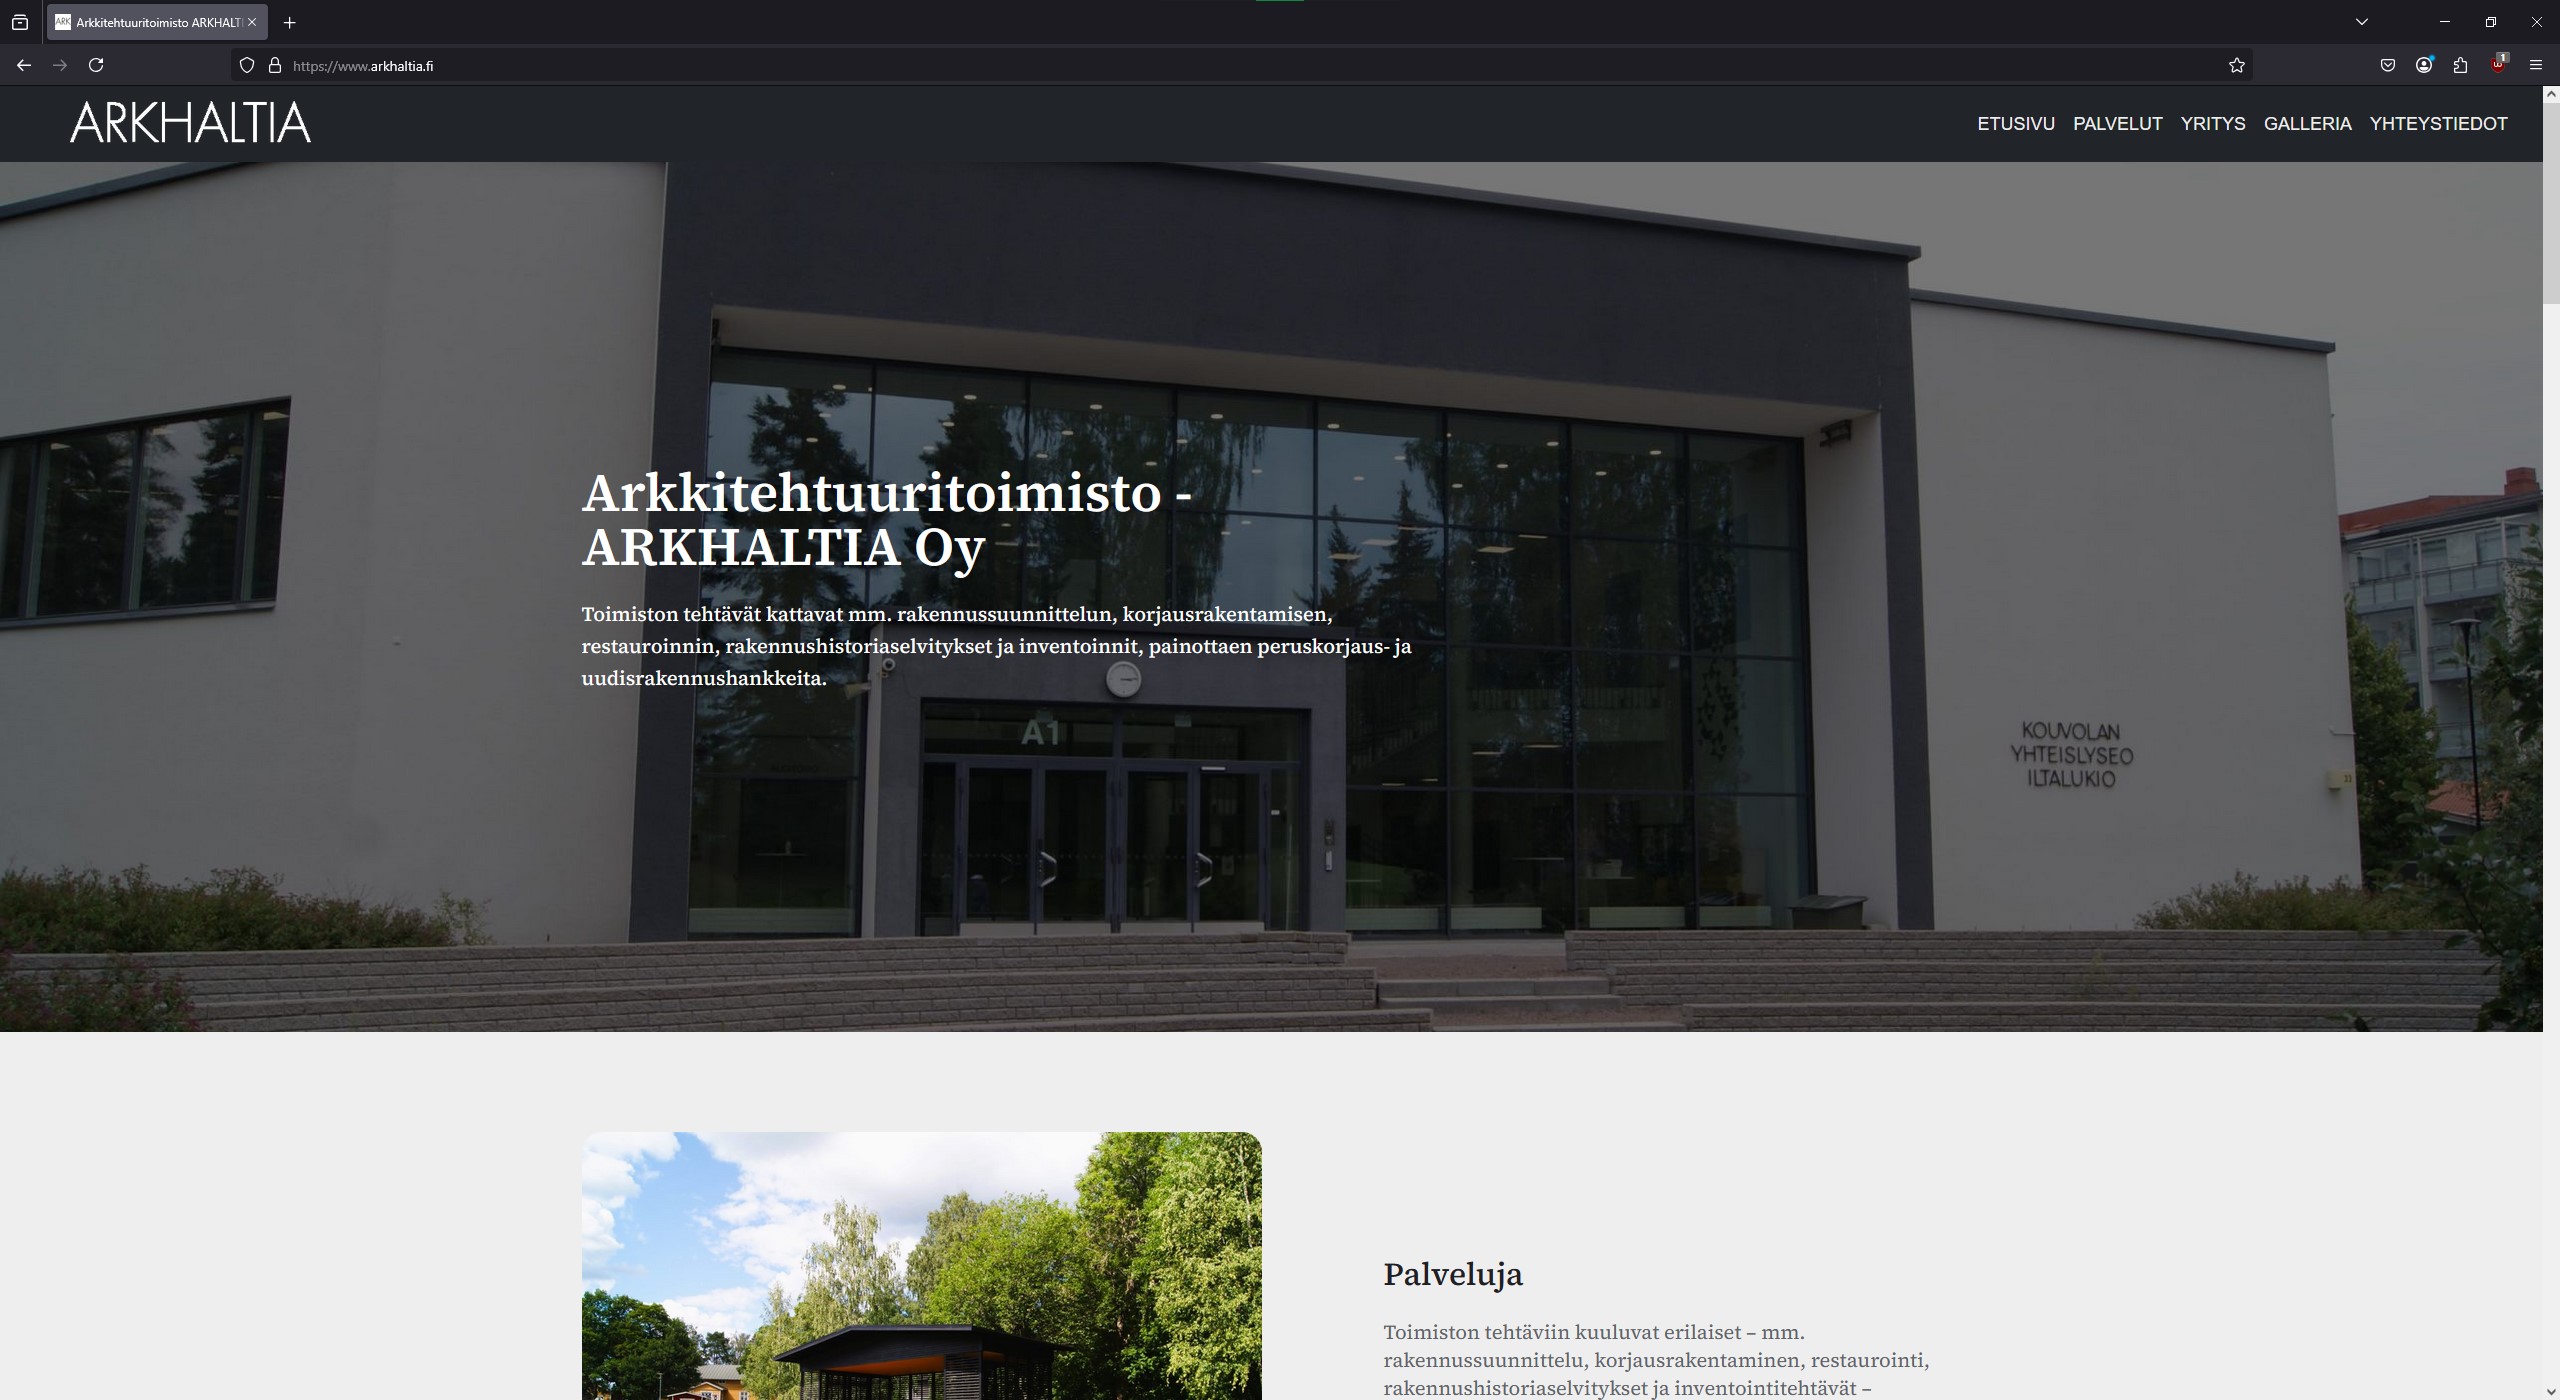 ARK Arkkitehtuuritoimisto ARKHALTI
https://www.arkhaltia.fi
1
ARKHALTIA
ETUSIVU PALVELUT YRITYS GALLERIA YHTEYSTIEDOT
Arkkitehtuuritoimisto -
ARKHALTIA Oy
Toimiston tehtävät kattavat mm. rakennussuunnittelun, korjausrakentamisen,
restauroinnin, rakennushistoriaselvitykset ja inventoinnit, painottaen peruskorjaus- ja
uudisrakennushankkeita.
A1
KOUVOLAN
YHTEISLYSEO
ILTALUKIO
Palveluja
Toimiston tehtäviin kuuluvat erilaiset – mm.
rakennussuunnittelu, korjausrakentaminen, restaurointi,
rakennushistoriaselvitykset ja inventointitehtävät –